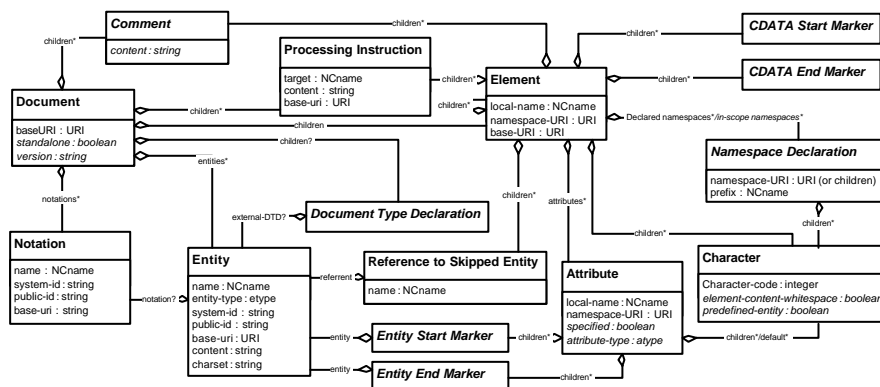 Comment
content : string
children*
children*
CDATA Start Marker
children*
Processing Instruction
target : NCname
content : string
base-uri : URI
children*
children*
children*
Element
local-name : NCname
namespace-URI : URI
base-URI : URI
children*
CDATA End Marker
Document
baseURI : URI
standalone : boolean
version : string
children*
children
children?
entities*
Declared namespaces*/in-scope namespaces*
Namespace Declaration
namespace-URI : URI (or children)
prefix : NCname
notations*
external-DTD?
Document Type Declaration
children*
attributes*
children*
children*
Notation
name : NCname
system-id : string
public-id : string
base-uri : string
notation?
Entity
name : NCname
entity-type : etype
system-id : string
public-id : string
base-uri : URI
content : string
charset : string
referrent
Reference to Skipped Entity
name : NCname
Attribute
local-name : NCname
namespace-URI : URI
specified : boolean
attribute-type : atype
Character
Character-code : integer
element-content-whitespace : boolean
predefined-entity : boolean
children*/default*
entity
Entity Start Marker
children*
entity
Entity End Marker
children*